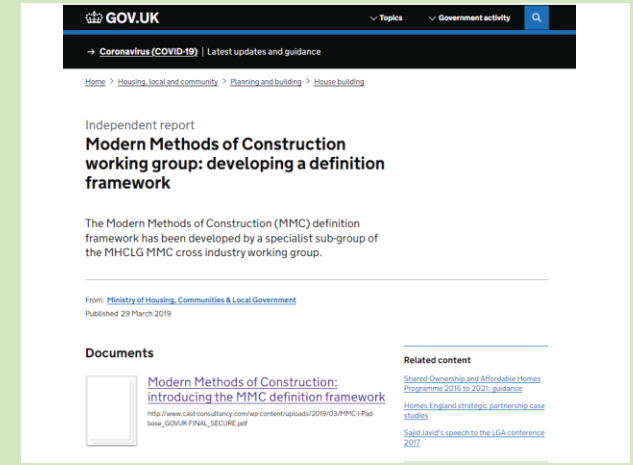 GOV.UK
Topics
Government activity
→ Coronavirus (COVID-19) | Latest updates and guidance
Home > Housing, local and community > Planning and building > House building
Independent report
Modern Methods of Construction
working group: developing a definition
framework
The Modern Methods of Construction (MMC) definition
framework has been developed by a specialist sub-group of
the MHCLG MMC cross industry working group.
From: Ministry of Housing, Communities & Local Government
Published 29 March 2019
Documents
Modern Methods of Construction:
introducing the MMC definition framework
http://www.cast-consultancy.com/wp-content/uploads/2019/03/MMC-I-Pad-
base_GOVUK-FINAL_SECURE.pdf
Related content
Shared Ownership and Affordable Homes
Programme 2016 to 2021: guidance
Homes England strategic partnership case
studies
Sajid Javid's speech to the LGA conference
2017